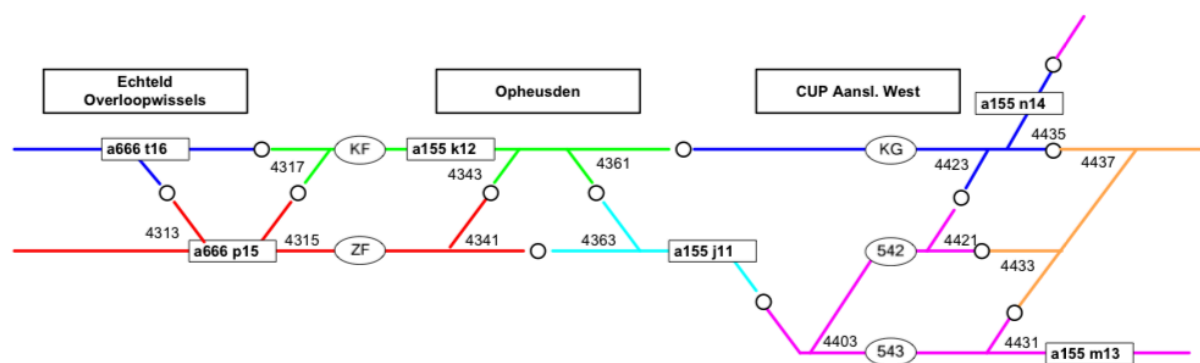 Echteld
Overloopwissels
Opheusden
CUP Aansl. West
a155 n14
a666 t16
4317
KF
a155 k12
4343
4361
KG
4423
4435
4437
4313
a666 p15
4315
ZF
4341
4363
a155 j11
542
4421
4433
4403
543
4431
a155 m13